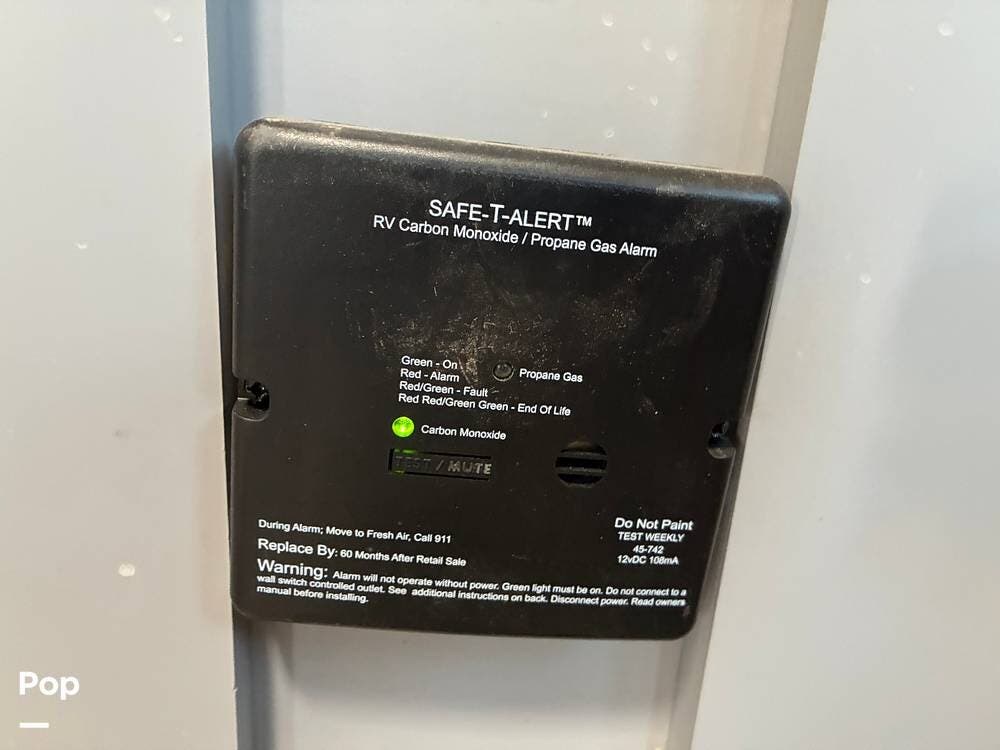 SAFE-T-ALERT™
RV Carbon Monoxide / Propane Gas Alarm
Green - On
Red - Alarm
Red/Green - Fault
Red Red/Green Green - End Of Life
Propane Gas
Carbon Monoxide
TEST / MUTE
During Alarm; Move to Fresh Air, Call 911
Replace By: 60 Months After Retail Sale
Do Not Paint
TEST WEEKLY
45-742
12vDC 108mA
Warning: Alarm will not operate without power. Green light must be on. Do not connect to a
wall switch controlled outlet. See additional instructions on back. Disconnect power. Read owners
manual before installing.
Pop